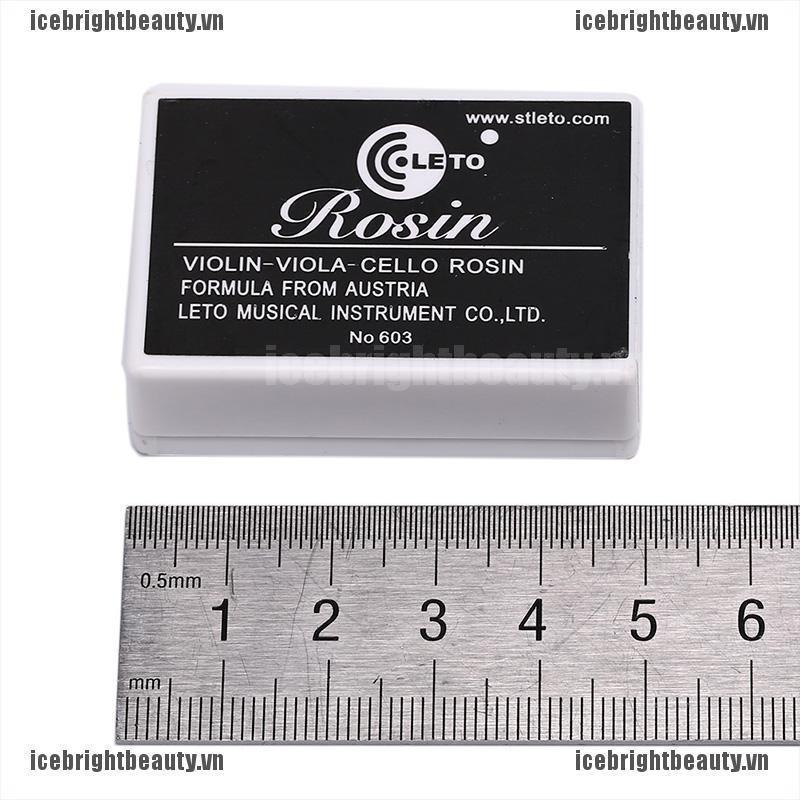 icebrightbeauty.vn icebrightbeauty.vn
www.stleto.com
LETO
Rosin
VIOLIN-VIOLA-CELLO ROSIN
FORMULA FROM AUSTRIA
LETO MUSICAL INSTRUMENT CO.,LTD.
No 603
icebrightbeauty.vn
0.5mm
1 2 3 4 5 6
mm
icebrightbeauty.vn icebrightbeauty.vn